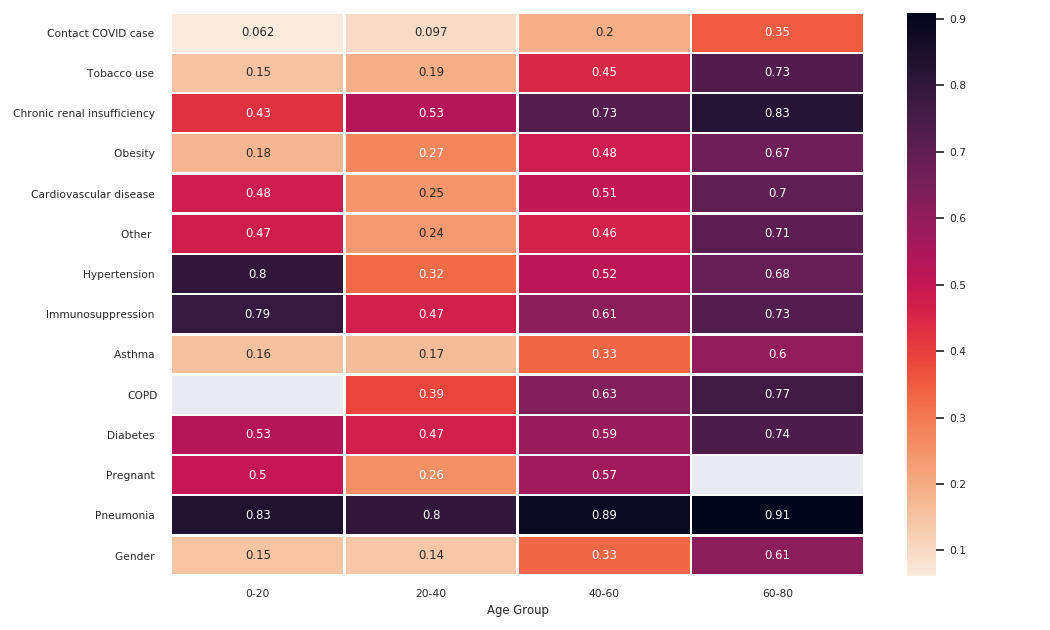 Contact COVID case 0.062 0.097 0.2 0.35
Tobacco use 0.15 0.19 0.45 0.73
Chronic renal insufficiency 0.43 0.53 0.73 0.83
Obesity 0.18 0.27 0.48 0.67
Cardiovascular disease 0.48 0.25 0.51 0.7
Other 0.47 0.24 0.46 0.71
Hypertension 0.8 0.32 0.52 0.68
Immunosuppression 0.79 0.47 0.61 0.73
Asthma 0.16 0.17 0.33 0.6
COPD 0.39 0.63 0.77
Diabetes 0.53 0.47 0.59 0.74
Pregnant 0.5 0.26 0.57
Pneumonia 0.83 0.8 0.89 0.91
Gender 0.15 0.14 0.33 0.61
0-20 20-40 40-60 60-80
Age Group
0.9
0.8
0.7
0.6
0.5
0.4
0.3
0.2
0.1